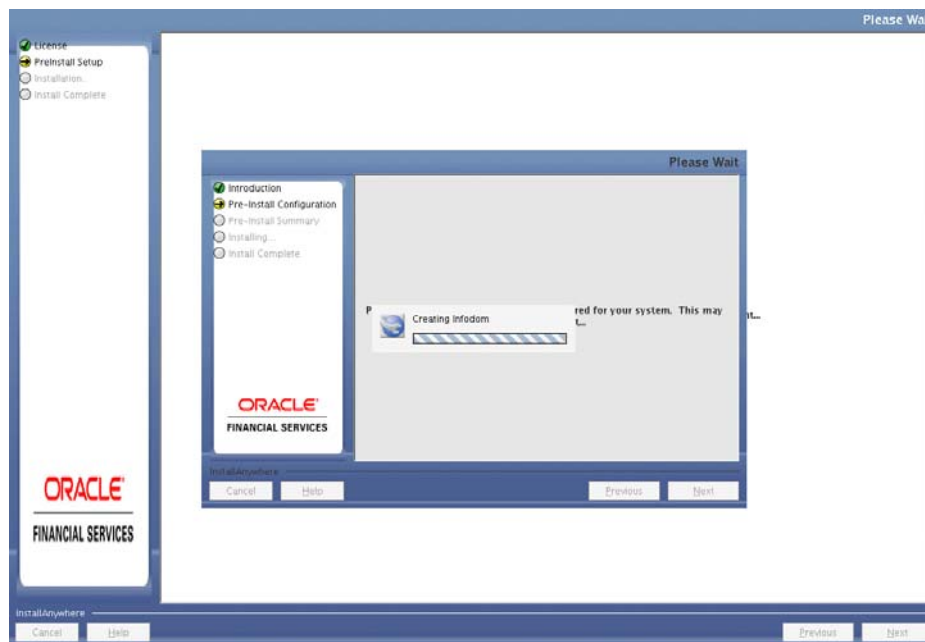 Please Wa
License
PreInstall Setup
Installation...
Install Complete
Please Wait
Introduction
Pre-Install Configuration
Pre-Install Summary
Installing...
Install Complete
P
red for your system. This may
Creating Infodom
ORACLE
FINANCIAL SERVICES
InstallAnywhere
Cancel
Help
Previous
Next
ORACLE
FINANCIAL SERVICES
InstallAnywhere
Cancel
Help
Previous
Next